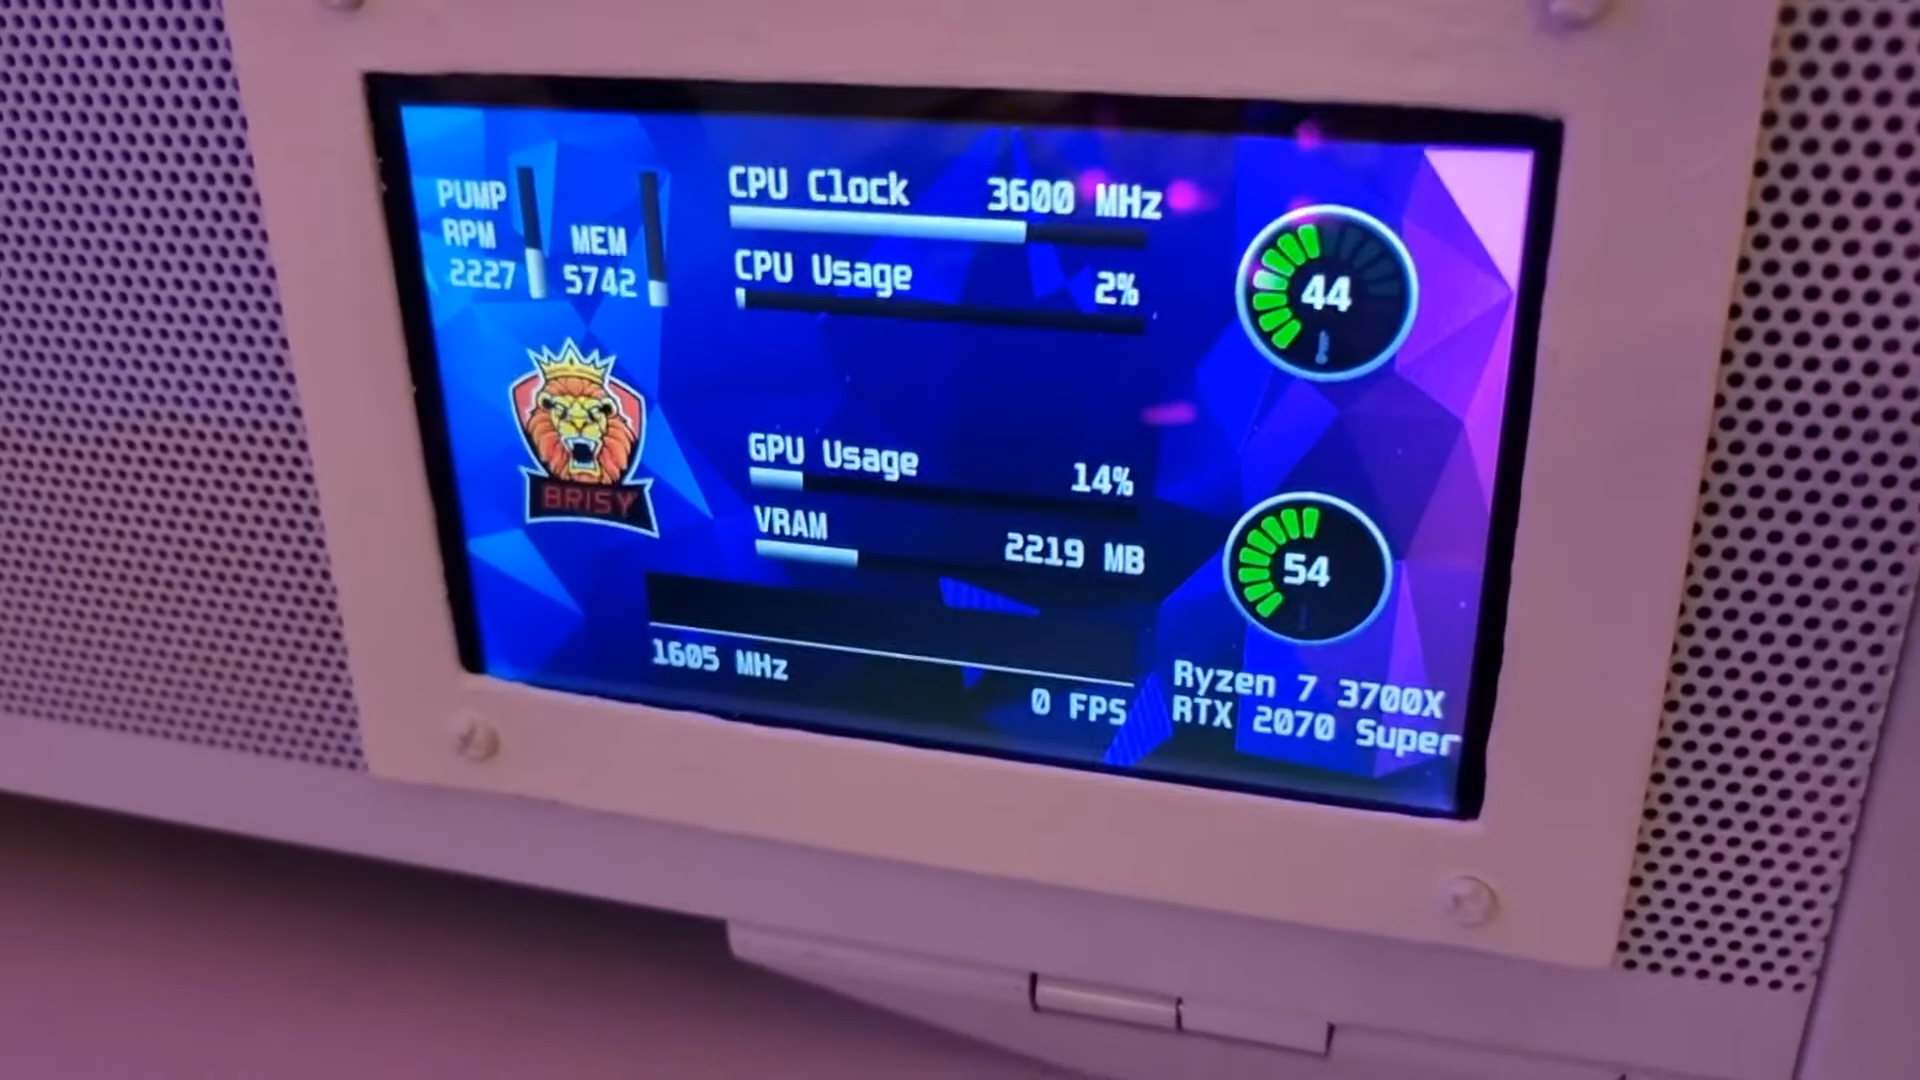 PUMP
RPM
2227
MEM
5742
CPU Clock 3600 MHz
CPU Usage 2%
44
BRISY
GPU Usage 14%
VRAM 2219 MB
54
1605 MHz
0 FPS
Ryzen 7 3700X
RTX 2070 Super